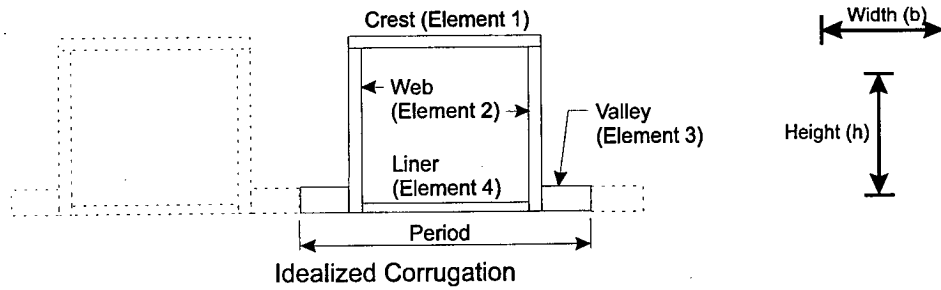 Crest (Element 1)
Width (b)
Web
(Element 2)
Valley
(Element 3)
Height (h)
Liner
(Element 4)
Period
Idealized Corrugation